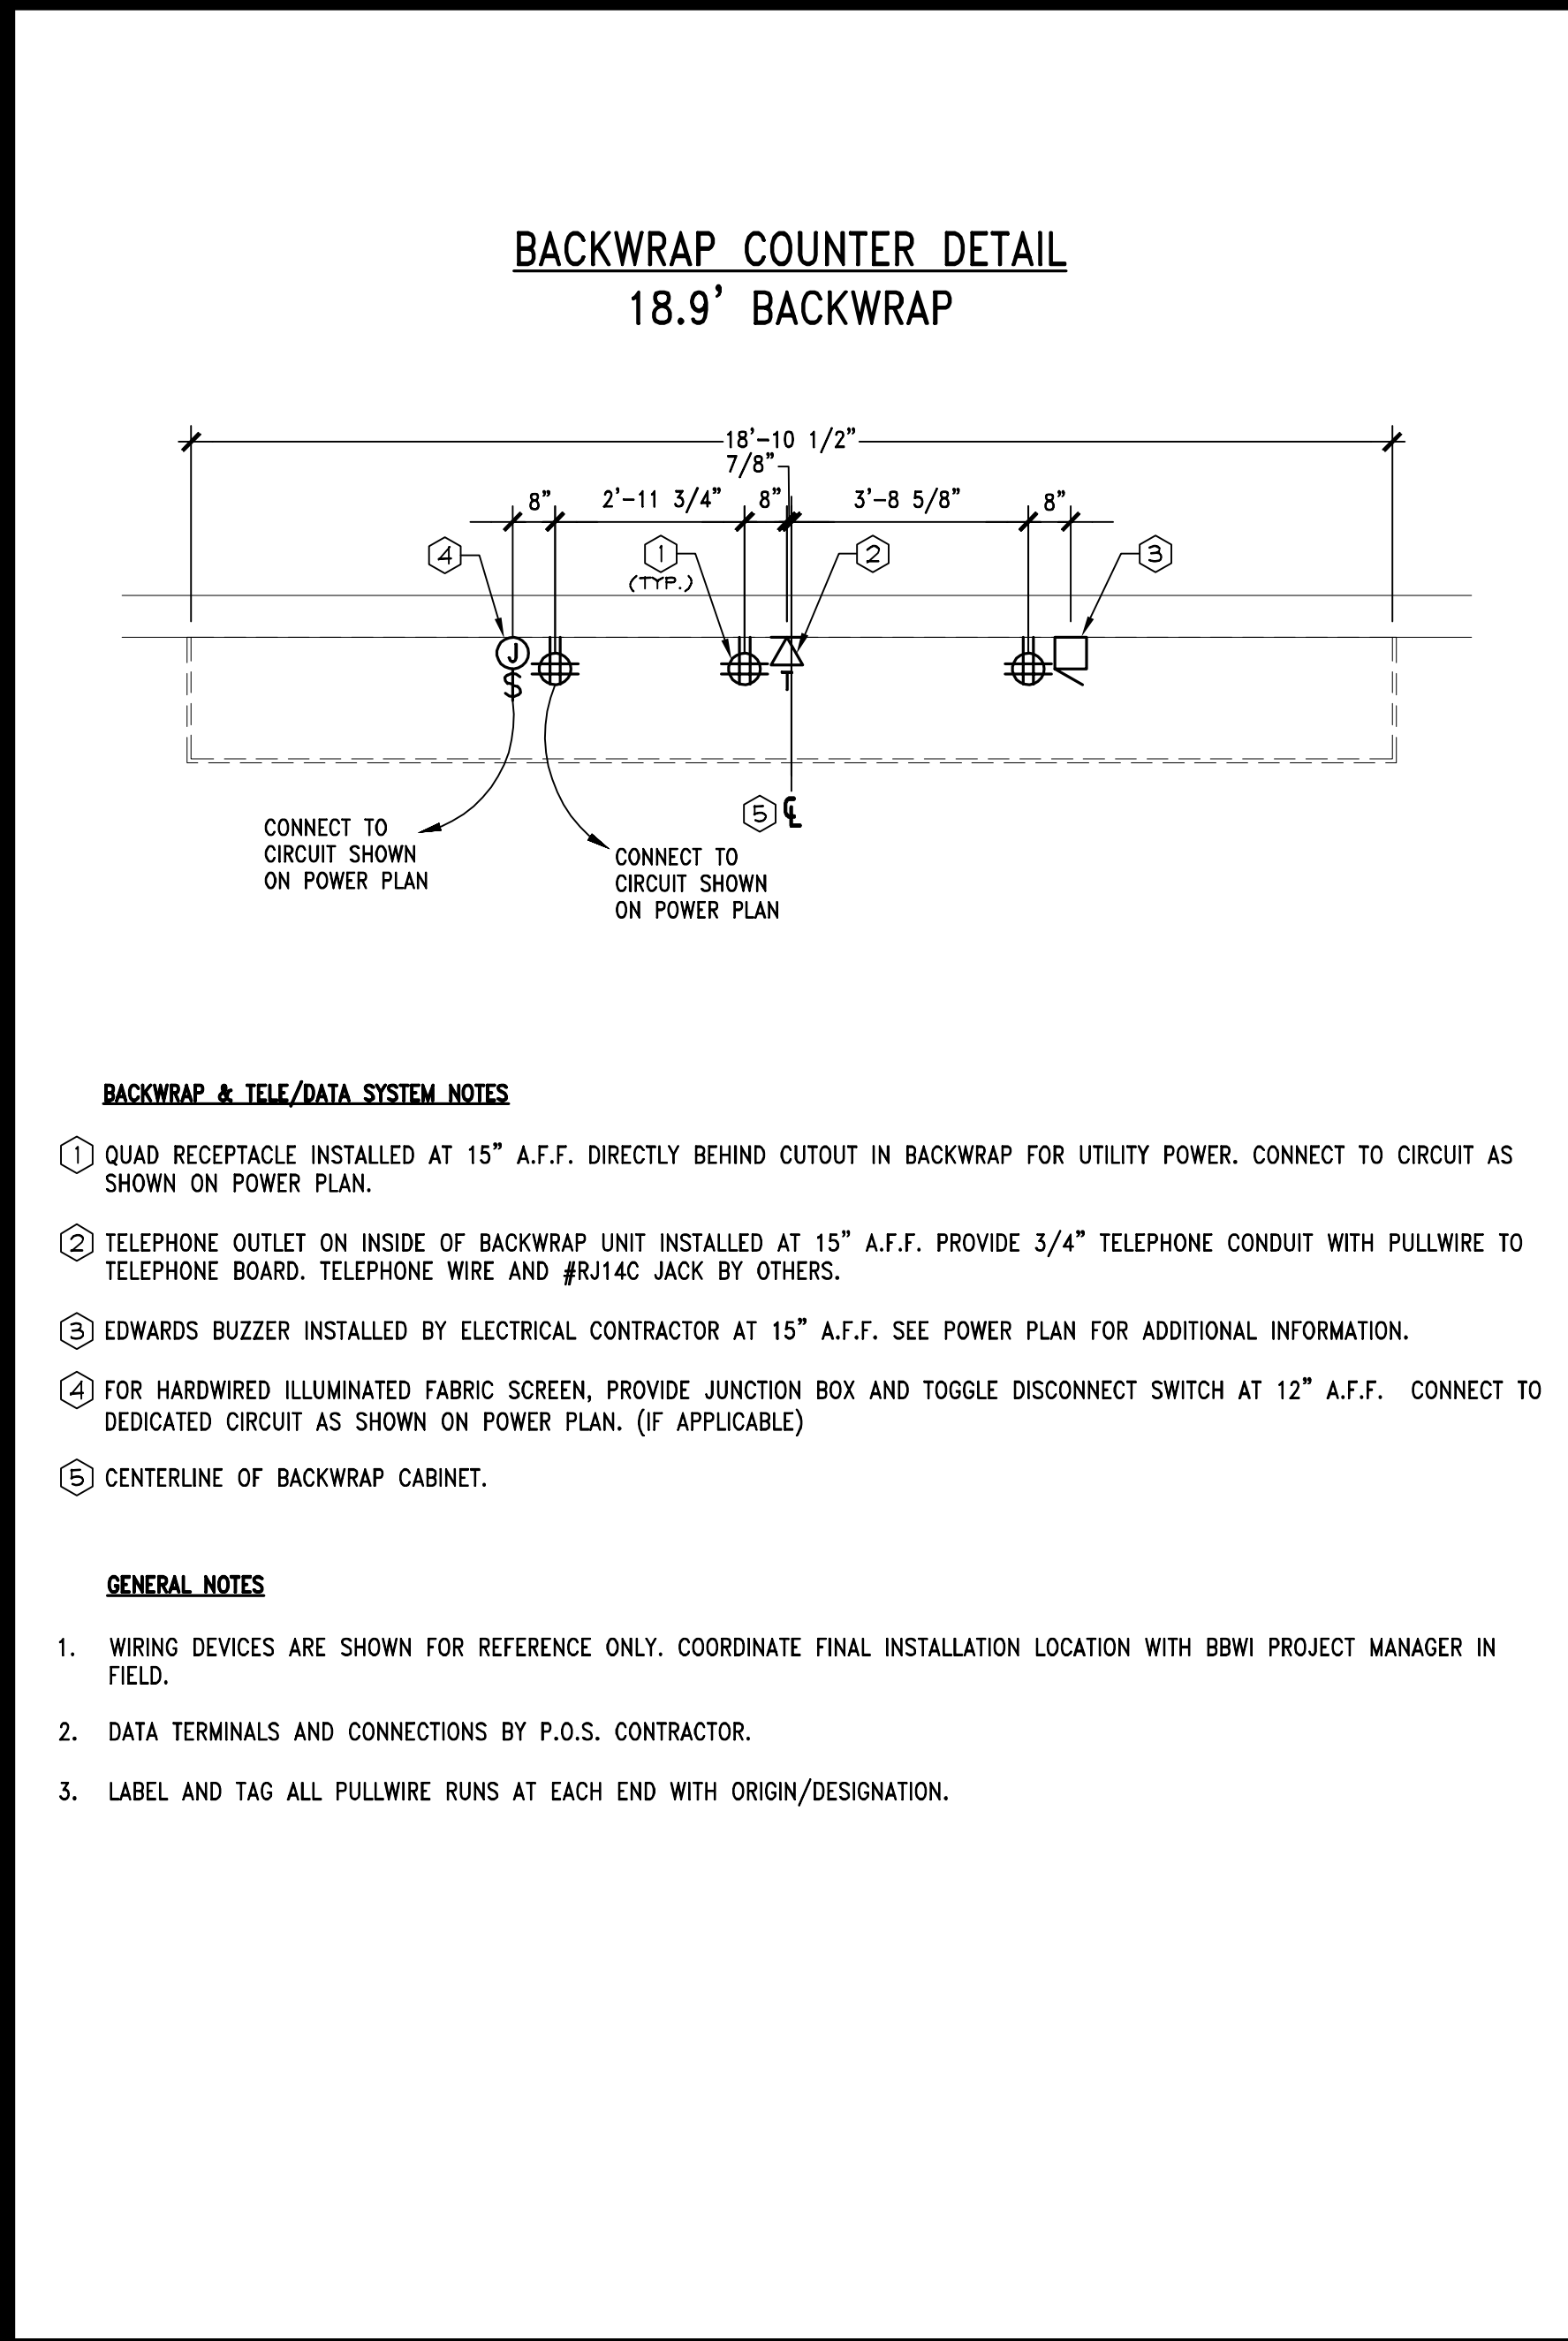 BACKWRAP COUNTER DETAIL
18.9' BACKWRAP
18'-10 1/2"
7/8"
8"
2'-11 3/4"
8"
3'-8 5/8"
8"
4
1
(TYP.)
2
3
J
$
T
5 ℄
CONNECT TO
CIRCUIT SHOWN
ON POWER PLAN
CONNECT TO
CIRCUIT SHOWN
ON POWER PLAN
BACKWRAP & TELE/DATA SYSTEM NOTES
1 QUAD RECEPTACLE INSTALLED AT 15" A.F.F. DIRECTLY BEHIND CUTOUT IN BACKWRAP FOR UTILITY POWER. CONNECT TO CIRCUIT AS
SHOWN ON POWER PLAN.
2 TELEPHONE OUTLET ON INSIDE OF BACKWRAP UNIT INSTALLED AT 15" A.F.F. PROVIDE 3/4" TELEPHONE CONDUIT WITH PULLWIRE TO
TELEPHONE BOARD. TELEPHONE WIRE AND #RJ14C JACK BY OTHERS.
3 EDWARDS BUZZER INSTALLED BY ELECTRICAL CONTRACTOR AT 15" A.F.F. SEE POWER PLAN FOR ADDITIONAL INFORMATION.
4 FOR HARDWIRED ILLUMINATED FABRIC SCREEN, PROVIDE JUNCTION BOX AND TOGGLE DISCONNECT SWITCH AT 12" A.F.F. CONNECT TO
DEDICATED CIRCUIT AS SHOWN ON POWER PLAN. (IF APPLICABLE)
5 CENTERLINE OF BACKWRAP CABINET.
GENERAL NOTES
1. WIRING DEVICES ARE SHOWN FOR REFERENCE ONLY. COORDINATE FINAL INSTALLATION LOCATION WITH BBWI PROJECT MANAGER IN
FIELD.
2. DATA TERMINALS AND CONNECTIONS BY P.O.S. CONTRACTOR.
3. LABEL AND TAG ALL PULLWIRE RUNS AT EACH END WITH ORIGIN/DESIGNATION.